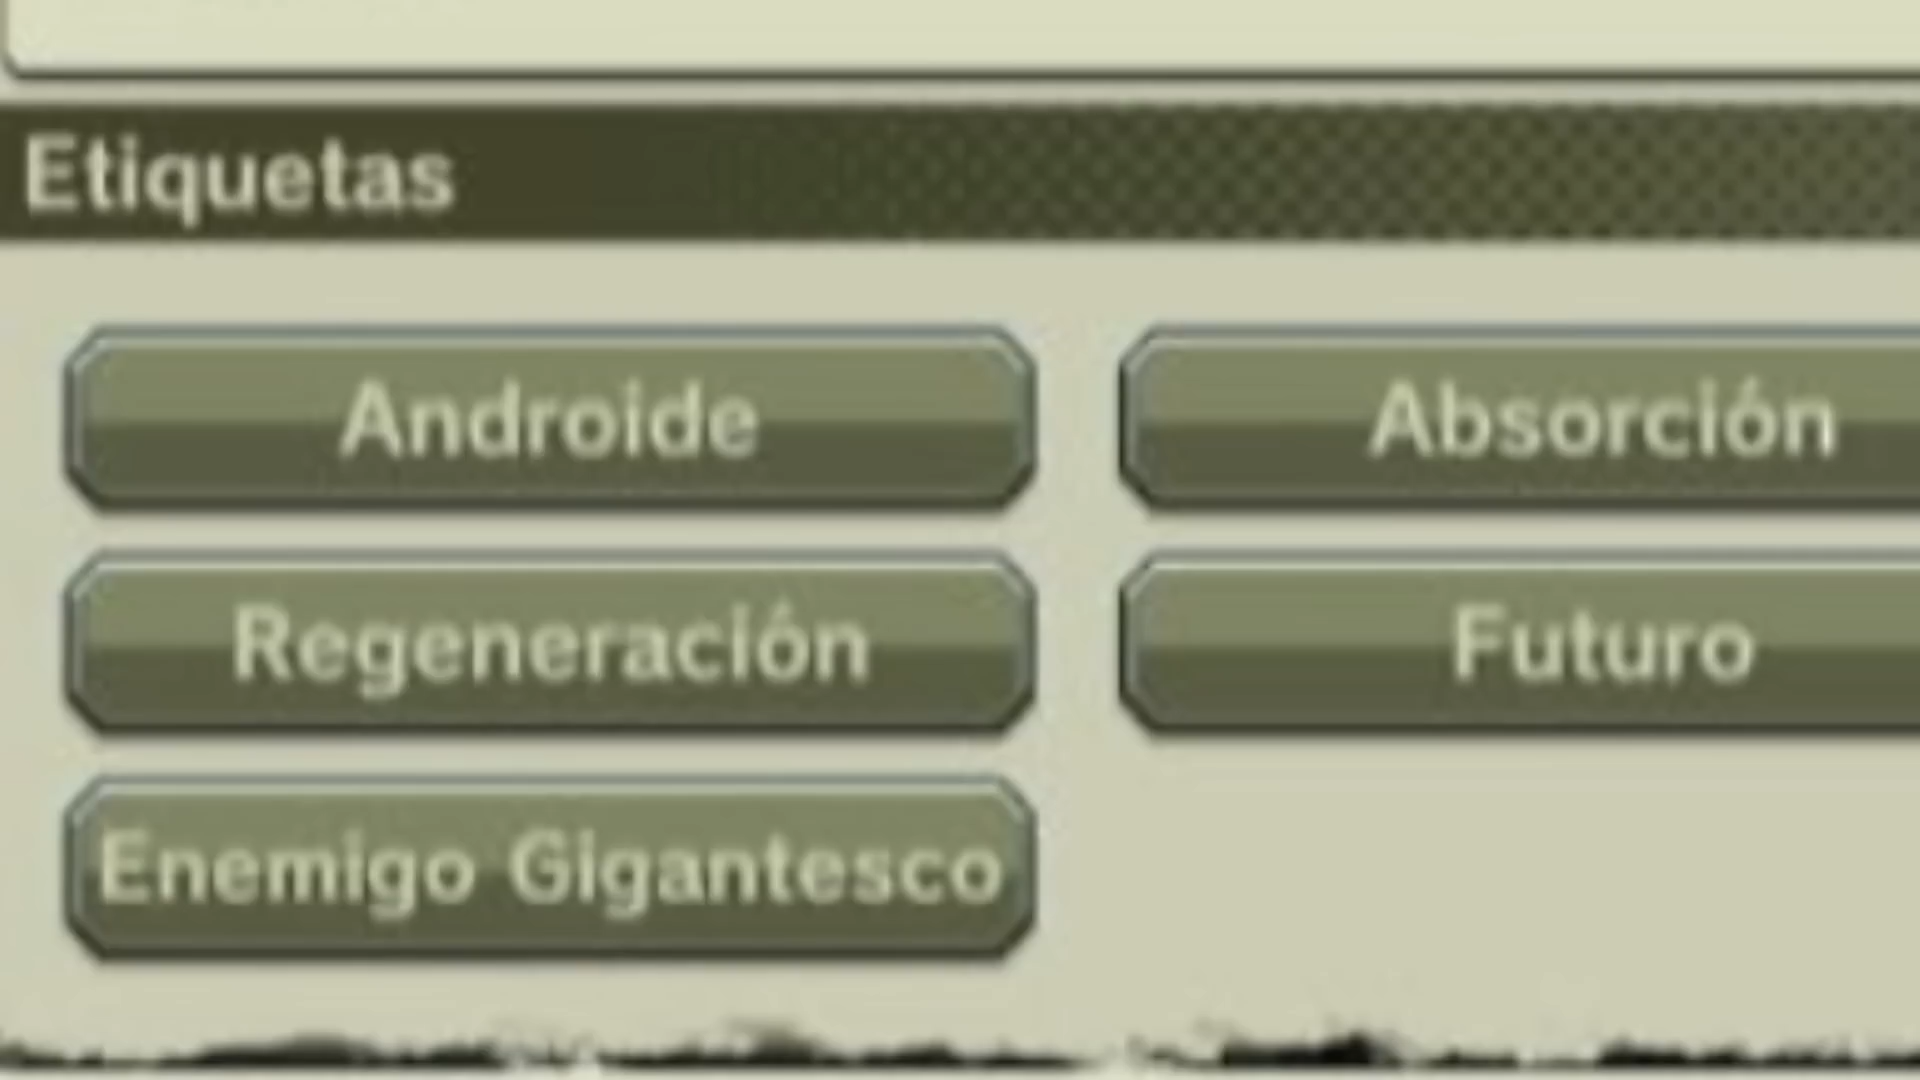 Etiquetas
Androide
Absorción
Regeneración
Futuro
Enemigo Gigantesco